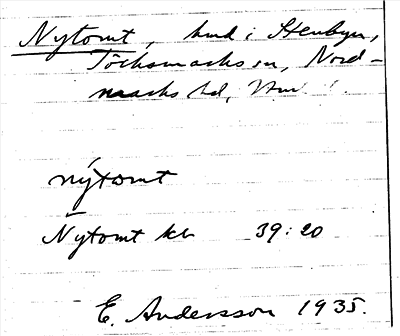 Nytomt, hmd i Stenbyn,
Töcksmarks sn, Nord-
marks hd, Vrml.
nýtomt
Nytomt kb 39:20
E. Andersson 1935.